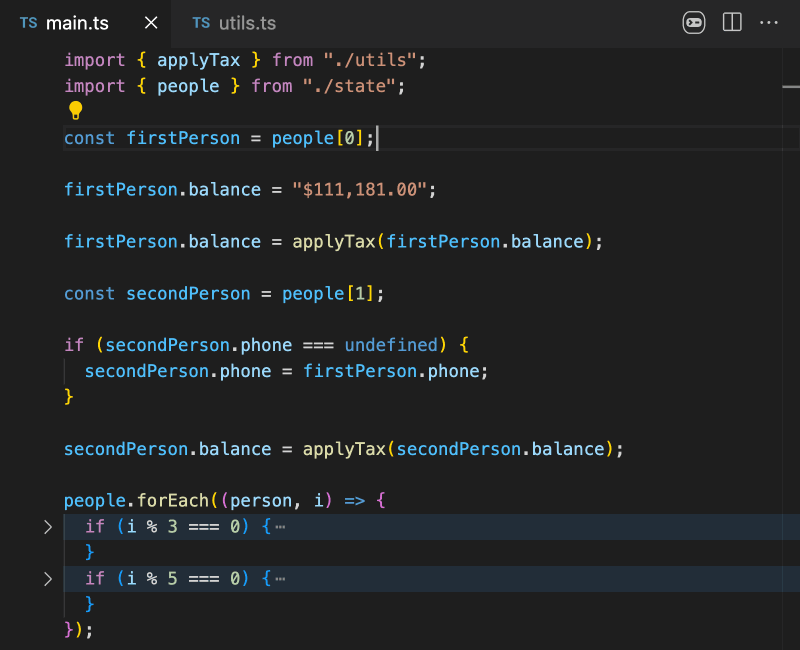 TS main.ts TS utils.ts
import { applyTax } from "./utils";
import { people } from "./state";
const firstPerson = people[0];
firstPerson.balance = "$111,181.00";
firstPerson.balance = applyTax(firstPerson.balance);
const secondPerson = people[1];
if (secondPerson.phone === undefined) {
  secondPerson.phone = firstPerson.phone;
}
secondPerson.balance = applyTax(secondPerson.balance);
people.forEach((person, i) => {
  if (i % 3 === 0) {⋯
  }
  if (i % 5 === 0) {⋯
  }
});